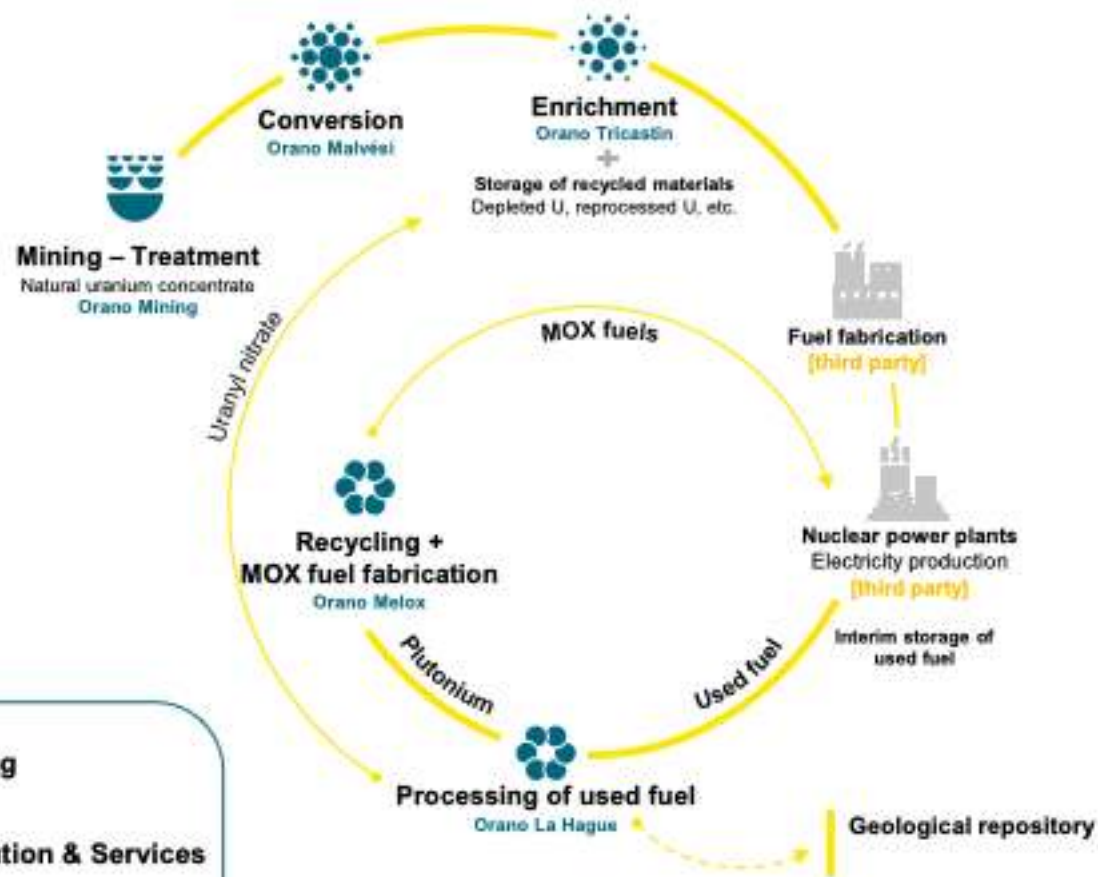 Conversion
Orano Malvési
Enrichment
Orano Tricastin
+
Storage of recycled materials
Depleted U, reprocessed U, etc.
Mining – Treatment
Natural uranium concentrate
Orano Mining
Uranyl nitrate
MOX fuels
Fuel fabrication
[third party]
Recycling +
MOX fuel fabrication
Orano Melox
Nuclear power plants
Electricity production
[third party]
Interim storage of
used fuel
Plutonium
Used fuel
Processing of used fuel
Orano La Hague
Geological repository
& Services